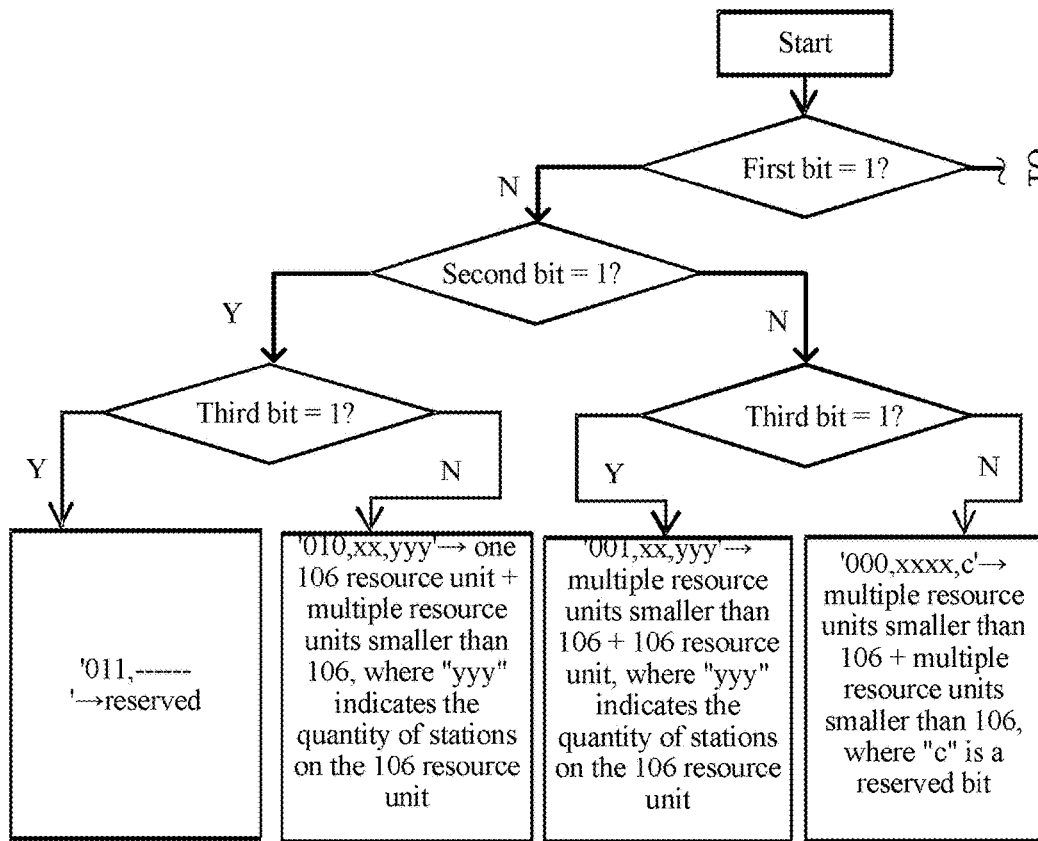 Start
First bit = 1?
TO
N
Second bit = 1?
Y
N
Third bit = 1?
Third bit = 1?
Y
N
Y
N
'011,------
'→reserved
'010,xx,yyy'→ one
106 resource unit +
multiple resource
units smaller than
106, where "yyy"
indicates the
quantity of stations
on the 106 resource
unit
'001,xx,yyy'→
multiple resource
units smaller than
106 + 106 resource
unit, where "yyy"
indicates the
quantity of stations
on the 106 resource
unit
'000,xxxx,c'→
multiple resource
units smaller than
106 + multiple
resource units
smaller than 106,
where "c" is a
reserved bit